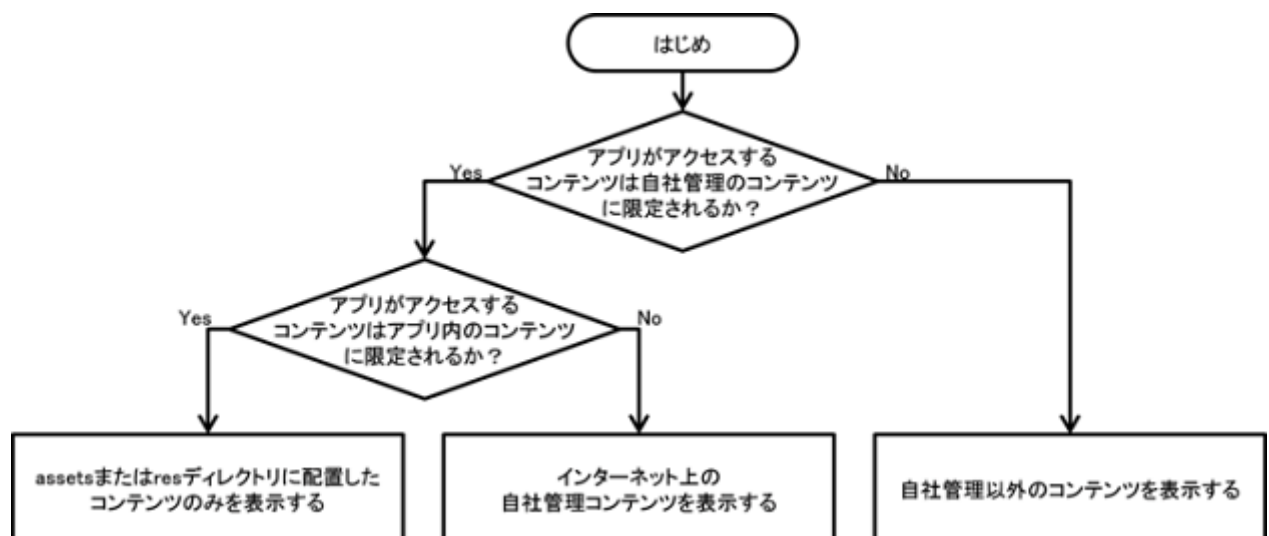 はじめ
アプリがアクセスする
コンテンツは自社管理のコンテンツ
に限定されるか？
Yes
No
アプリがアクセスする
コンテンツはアプリ内のコンテンツ
に限定されるか？
Yes
No
assetsまたはresディレクトリに配置した
コンテンツのみを表示する
インターネット上の
自社管理コンテンツを表示する
自社管理以外のコンテンツを表示する